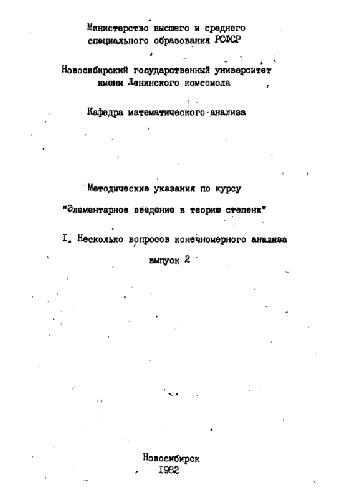 Министерство высшего и среднего
специального образования РСФСР
Новосибирский государственный университет
имени Ленинского комсомола
Кафедра математического анализа
Методические указания по курсу
"Элементарное введение в теорию степени"
I. Несколько вопросов конечномерного анализа
выпуск 2
Новосибирск
1982